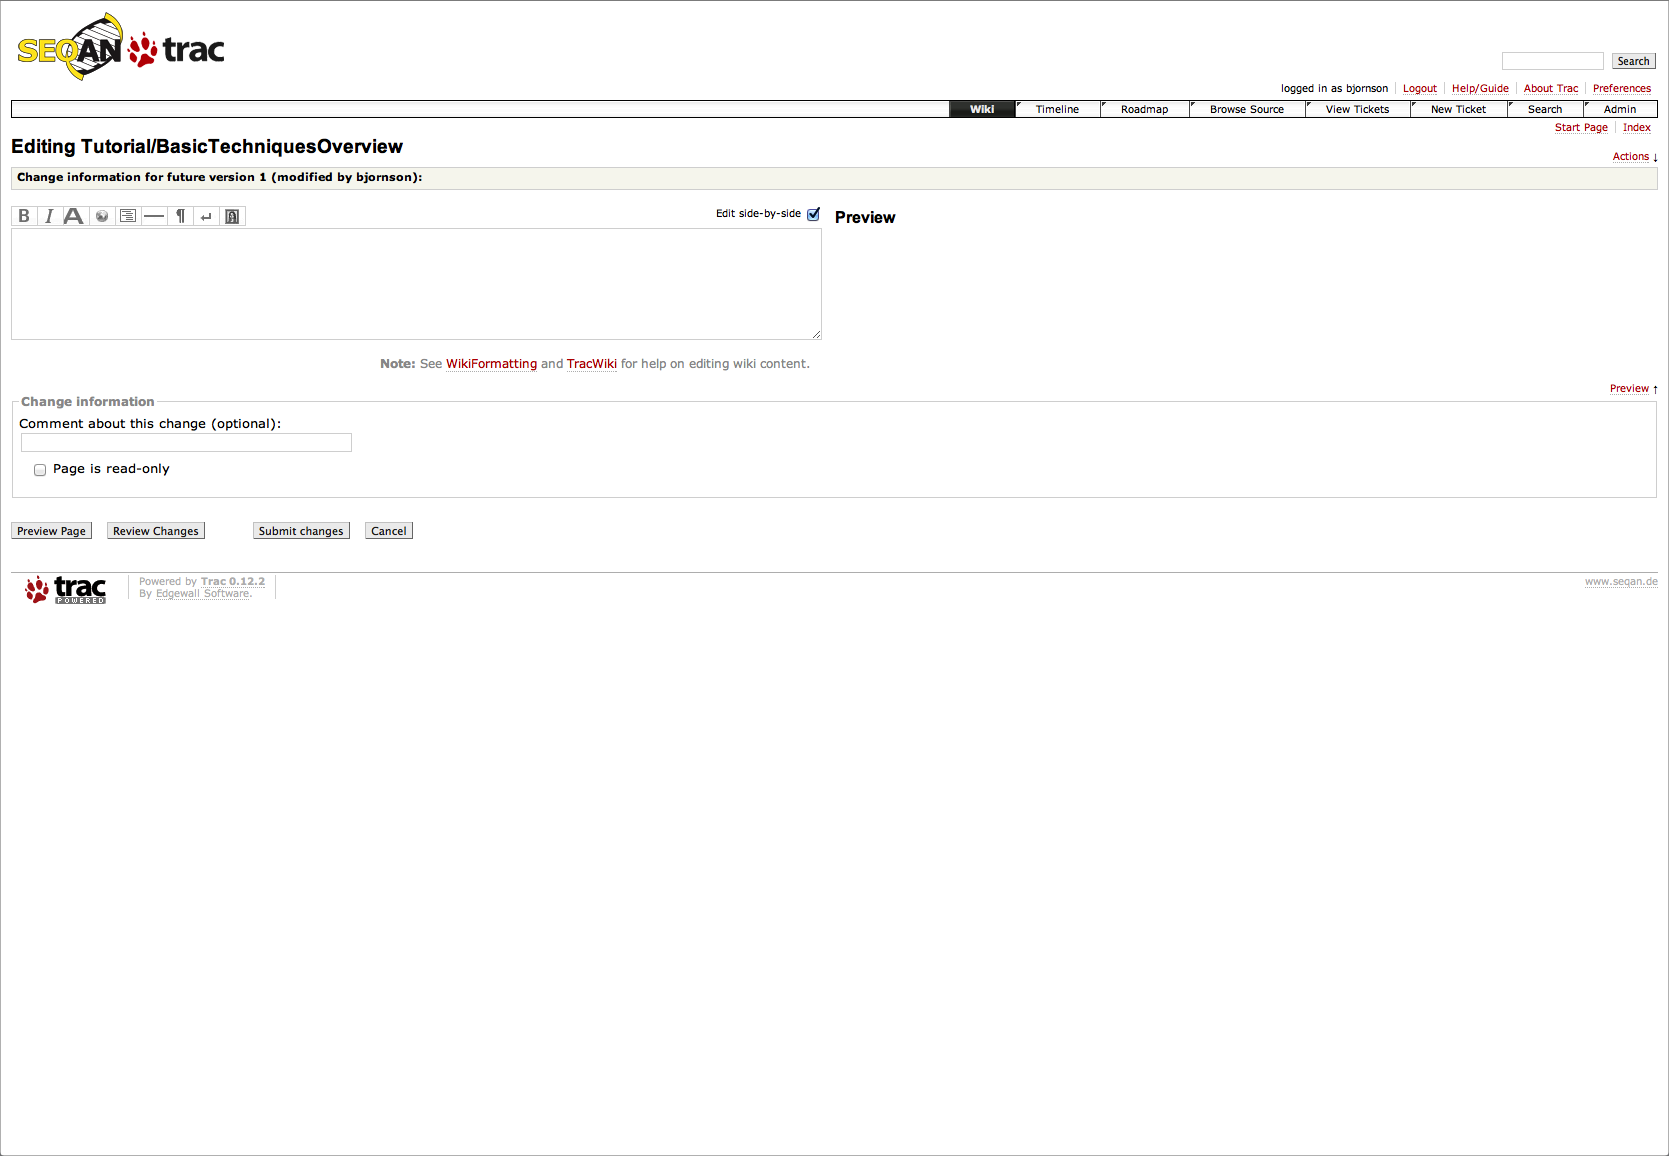 SEQAN trac
Search
logged in as bjornson Logout Help/Guide About Trac Preferences
Wiki Timeline Roadmap Browse Source View Tickets New Ticket Search Admin
Start Page Index
Editing Tutorial/BasicTechniquesOverview
Actions ↓
Change information for future version 1 (modified by bjornson):
B I A ¶ ↵
Edit side-by-side
Preview
Note: See WikiFormatting and TracWiki for help on editing wiki content.
Preview ↑
Change information
Comment about this change (optional):
Page is read-only
Preview Page Review Changes Submit changes Cancel
trac POWERED
Powered by Trac 0.12.2
By Edgewall Software.
www.seqan.de